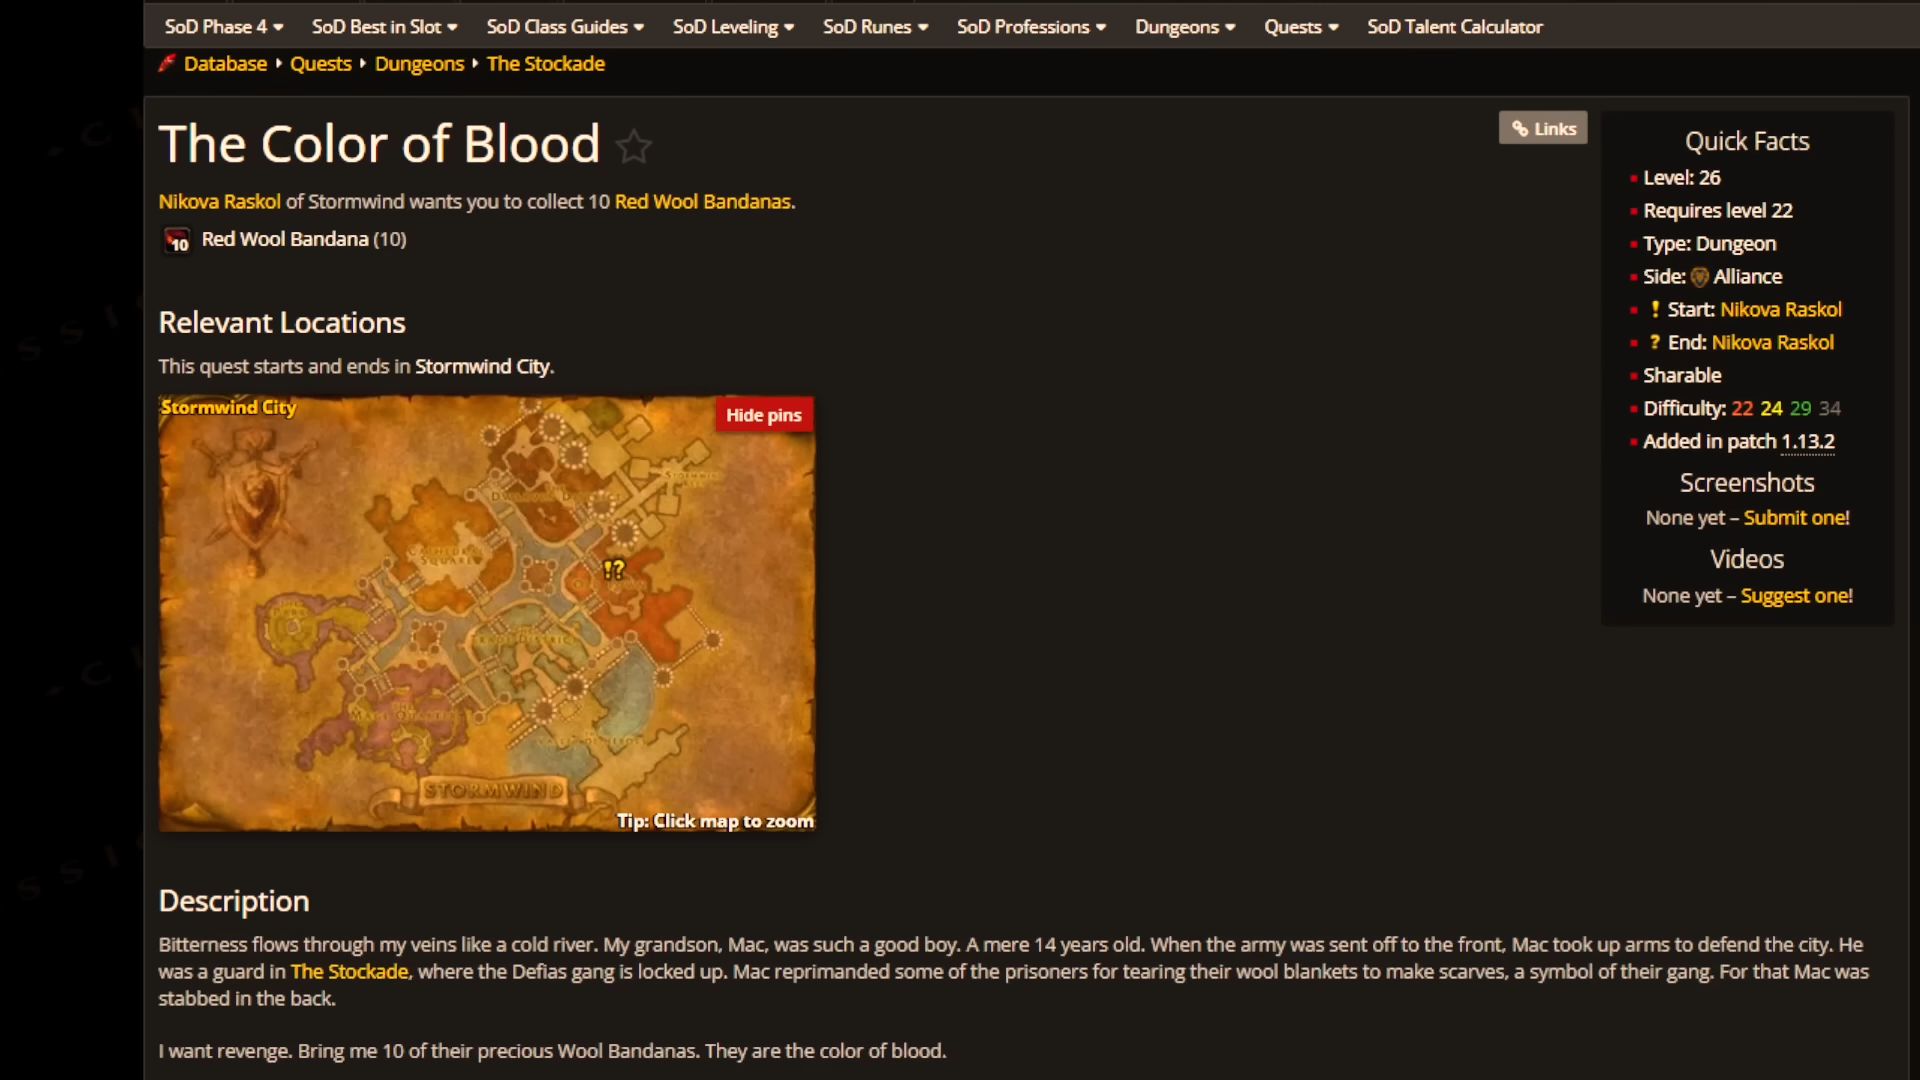 SoD Phase 4 SoD Best in Slot SoD Class Guides SoD Leveling SoD Runes SoD Professions Dungeons Quests SoD Talent Calculator
Database Quests Dungeons The Stockade
The Color of Blood
Links
Nikova Raskol of Stormwind wants you to collect 10 Red Wool Bandanas.
10 Red Wool Bandana (10)
Relevant Locations
This quest starts and ends in Stormwind City.
Stormwind City
Hide pins
CATHEDRAL
SQUARE
STORMWIND
Tip: Click map to zoom
Description
Bitterness flows through my veins like a cold river. My grandson, Mac, was such a good boy. A mere 14 years old. When the army was sent off to the front, Mac took up arms to defend the city. He
was a guard in The Stockade, where the Defias gang is locked up. Mac reprimanded some of the prisoners for tearing their wool blankets to make scarves, a symbol of their gang. For that Mac was
stabbed in the back.
I want revenge. Bring me 10 of their precious Wool Bandanas. They are the color of blood.
Quick Facts
Level: 26
Requires level 22
Type: Dungeon
Side: Alliance
! Start: Nikova Raskol
? End: Nikova Raskol
Sharable
Difficulty: 22 24 29 34
Added in patch 1.13.2
Screenshots
None yet – Submit one!
Videos
None yet – Suggest one!